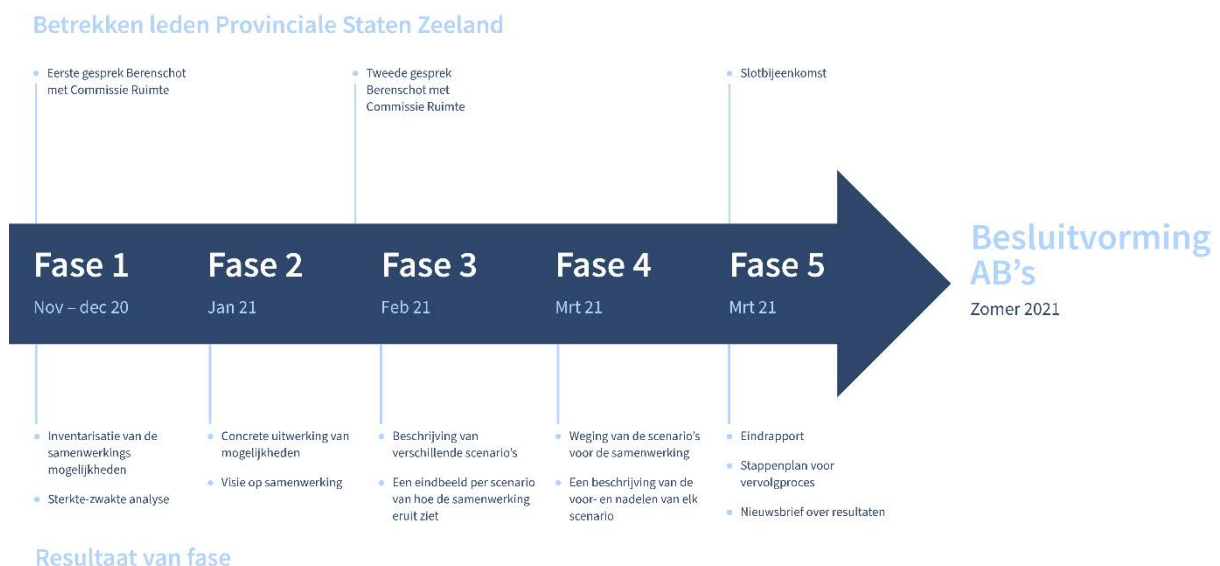 Betrekken leden Provinciale Staten Zeeland
Eerste gesprek Berenschot
met Commissie Ruimte
Tweede gesprek
Berenschot met
Commissie Ruimte
Slotbijeenkomst
Fase 1
Nov – dec 20
Fase 2
Jan 21
Fase 3
Feb 21
Fase 4
Mrt 21
Fase 5
Mrt 21
Besluitvorming
AB’s
Zomer 2021
Inventarisatie van de
samenwerkings
mogelijkheden
Sterkte-zwakte analyse
Concrete uitwerking van
mogelijkheden
Visie op samenwerking
Beschrijving van
verschillende scenario’s
Een eindbeeld per scenario
van hoe de samenwerking
eruit ziet
Weging van de scenario’s
voor de samenwerking
Een beschrijving van de
voor- en nadelen van elk
scenario
Eindrapport
Stappenplan voor
vervolgproces
Nieuwsbrief over resultaten
Resultaat van fase